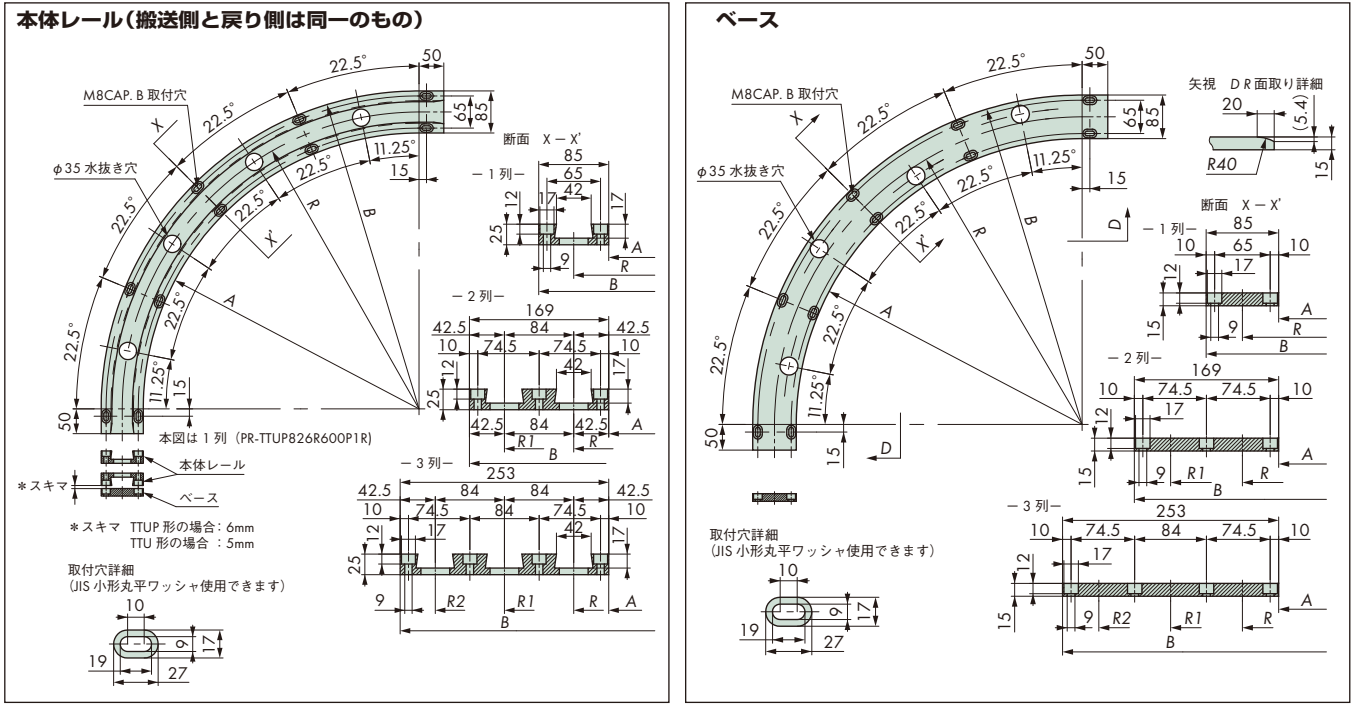 本体レール（搬送側と戻り側は同一のもの）
22.5°
50
M8CAP. B 取付穴
22.5°
65
85
X
φ35 水抜き穴
22.5°
11.25°
15
22.5°
22.5°
R
B
X'
22.5°
A
22.5°
11.25°
15
50
本図は 1 列（PR-TTUP826R600P1R）
本体レール
＊スキマ
ベース
＊スキマ TTUP 形の場合：6mm
TTU 形の場合 ：5mm
取付穴詳細
（JIS 小形丸平ワッシャ使用できます）
10
9
17
19
27
断面 X－X'
85
－1 列－
65
12
17
42
17
25
9
A
R
B
－2 列－
169
42.5
84
42.5
10
74.5
74.5
10
12
42
17
25
42.5
84
42.5
A
R1
R
B
－3 列－
253
42.5
84
84
42.5
10
74.5
84
74.5
10
12
17
42
17
25
9
R2
R1
R
A
B
ベース
22.5°
50
M8CAP. B 取付穴
22.5°
65
85
X
φ35 水抜き穴
22.5°
11.25°
15
22.5°
22.5°
R
B
X'
D
22.5°
A
22.5°
11.25°
15
50
D
取付穴詳細
（JIS 小形丸平ワッシャ使用できます）
10
9
17
19
27
矢視 D R 面取り詳細
20
(5.4)
R40
15
断面 X－X'
－1 列－
85
10
65
10
12
17
15
9
A
R
B
－2 列－
169
10
74.5
74.5
10
12
17
15
9
R1
R
A
B
－3 列－
253
10
74.5
84
74.5
10
12
17
15
9
R2
R1
R
A
B